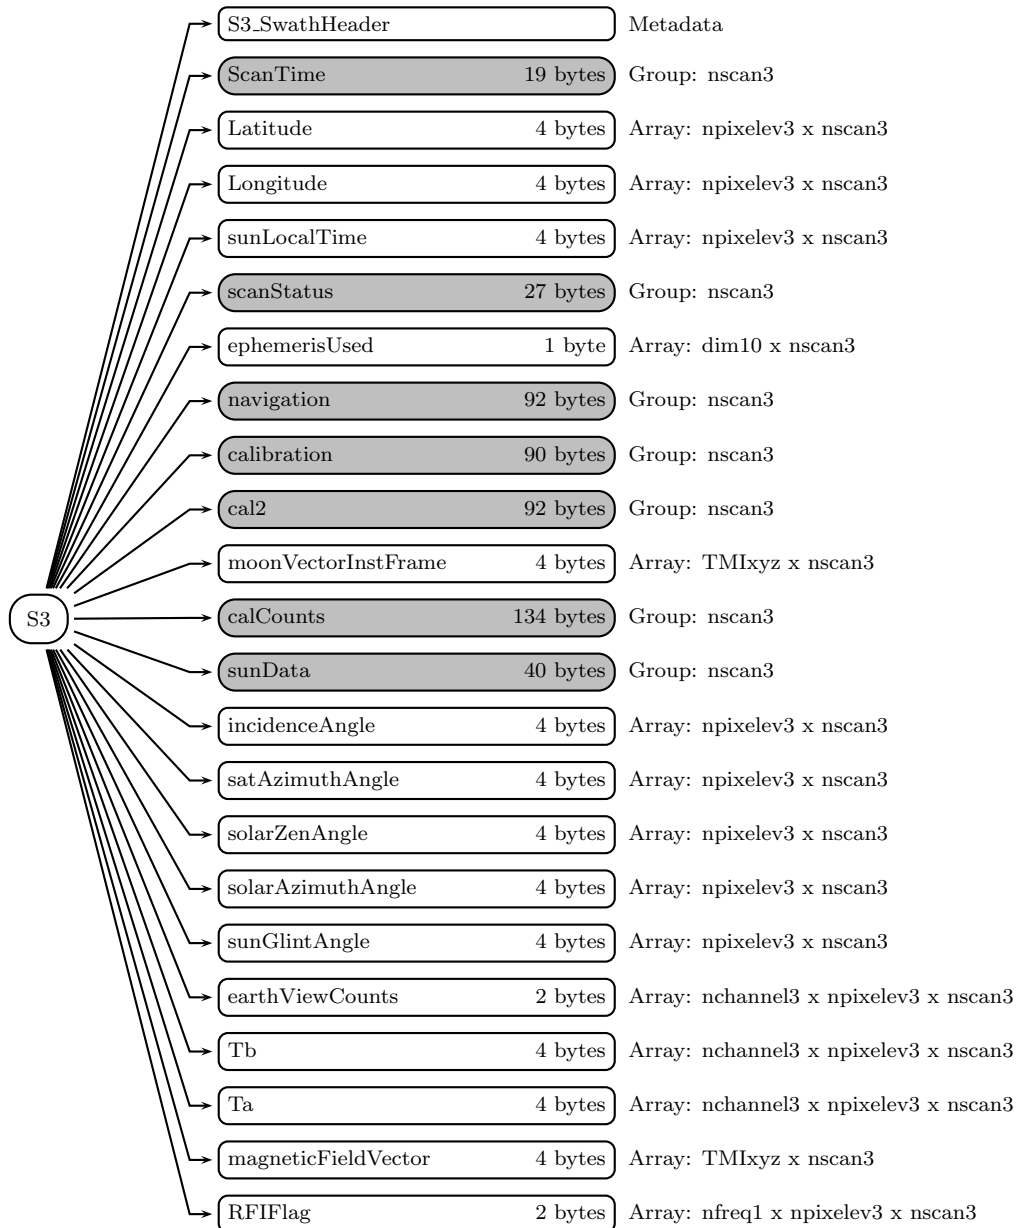 S3_SwathHeader Metadata
ScanTime 19 bytes Group: nscan3
Latitude 4 bytes Array: npixelev3 x nscan3
Longitude 4 bytes Array: npixelev3 x nscan3
sunLocalTime 4 bytes Array: npixelev3 x nscan3
scanStatus 27 bytes Group: nscan3
ephemerisUsed 1 byte Array: dim10 x nscan3
navigation 92 bytes Group: nscan3
calibration 90 bytes Group: nscan3
cal2 92 bytes Group: nscan3
moonVectorInstFrame 4 bytes Array: TMIxyz x nscan3
S3 calCounts 134 bytes Group: nscan3
sunData 40 bytes Group: nscan3
incidenceAngle 4 bytes Array: npixelev3 x nscan3
satAzimuthAngle 4 bytes Array: npixelev3 x nscan3
solarZenAngle 4 bytes Array: npixelev3 x nscan3
solarAzimuthAngle 4 bytes Array: npixelev3 x nscan3
sunGlintAngle 4 bytes Array: npixelev3 x nscan3
earthViewCounts 2 bytes Array: nchannel3 x npixelev3 x nscan3
Tb 4 bytes Array: nchannel3 x npixelev3 x nscan3
Ta 4 bytes Array: nchannel3 x npixelev3 x nscan3
magneticFieldVector 4 bytes Array: TMIxyz x nscan3
RFIFlag 2 bytes Array: nfreq1 x npixelev3 x nscan3